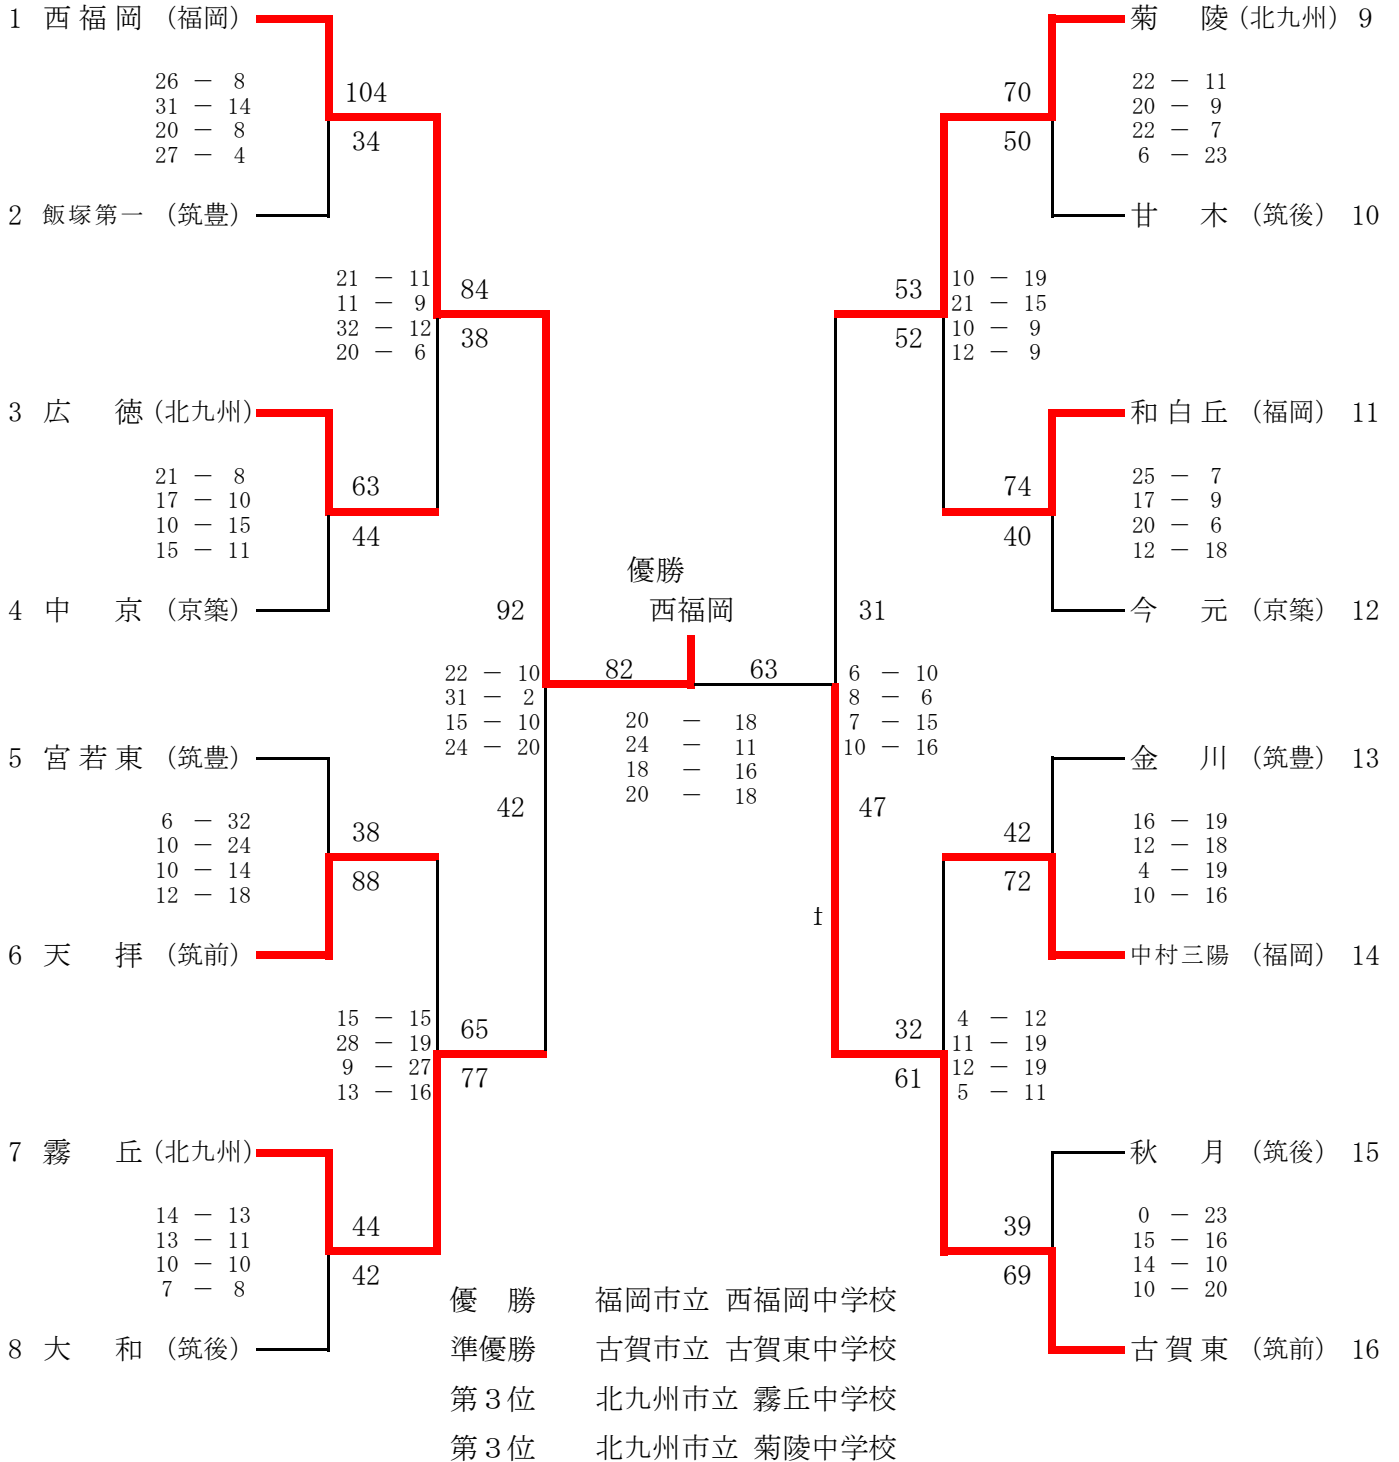 1 西福岡 (福岡)
26 － 8
31 － 14
20 － 8
27 － 4
104
34
2 飯塚第一 (筑豊)
21 － 11
11 － 9
32 － 12
20 － 6
84
38
3 広　徳 (北九州)
21 － 8
17 － 10
10 － 15
15 － 11
63
44
4 中　京 (京築)
92
22 － 10
31 － 2
15 － 10
24 － 20
42
5 宮若東 (筑豊)
6 － 32
10 － 24
10 － 14
12 － 18
38
88
6 天　拝 (筑前)
15 － 15
28 － 19
9 － 27
13 － 16
65
77
7 霧　丘 (北九州)
14 － 13
13 － 11
10 － 10
7 － 8
44
42
8 大　和 (筑後)
優勝
西福岡
82 63
20 － 18
24 － 11
18 － 16
20 － 18
菊　陵 (北九州) 9
70
50
22 － 11
20 － 9
22 － 7
6 － 23
甘　木 (筑後) 10
53
52
10 － 19
21 － 15
10 － 9
12 － 9
和白丘 (福岡) 11
74
40
25 － 7
17 － 9
20 － 6
12 － 18
今　元 (京築) 12
31
6 － 10
8 － 6
7 － 15
10 － 16
47
金　川 (筑豊) 13
42
72
16 － 19
12 － 18
4 － 19
10 － 16
ｔ
中村三陽 (福岡) 14
32
61
4 － 12
11 － 19
12 － 19
5 － 11
秋　月 (筑後) 15
39
69
0 － 23
15 － 16
14 － 10
10 － 20
古賀東 (筑前) 16
優　勝 福岡市立 西福岡中学校
準優勝 古賀市立 古賀東中学校
第３位 北九州市立 霧丘中学校
第３位 北九州市立 菊陵中学校